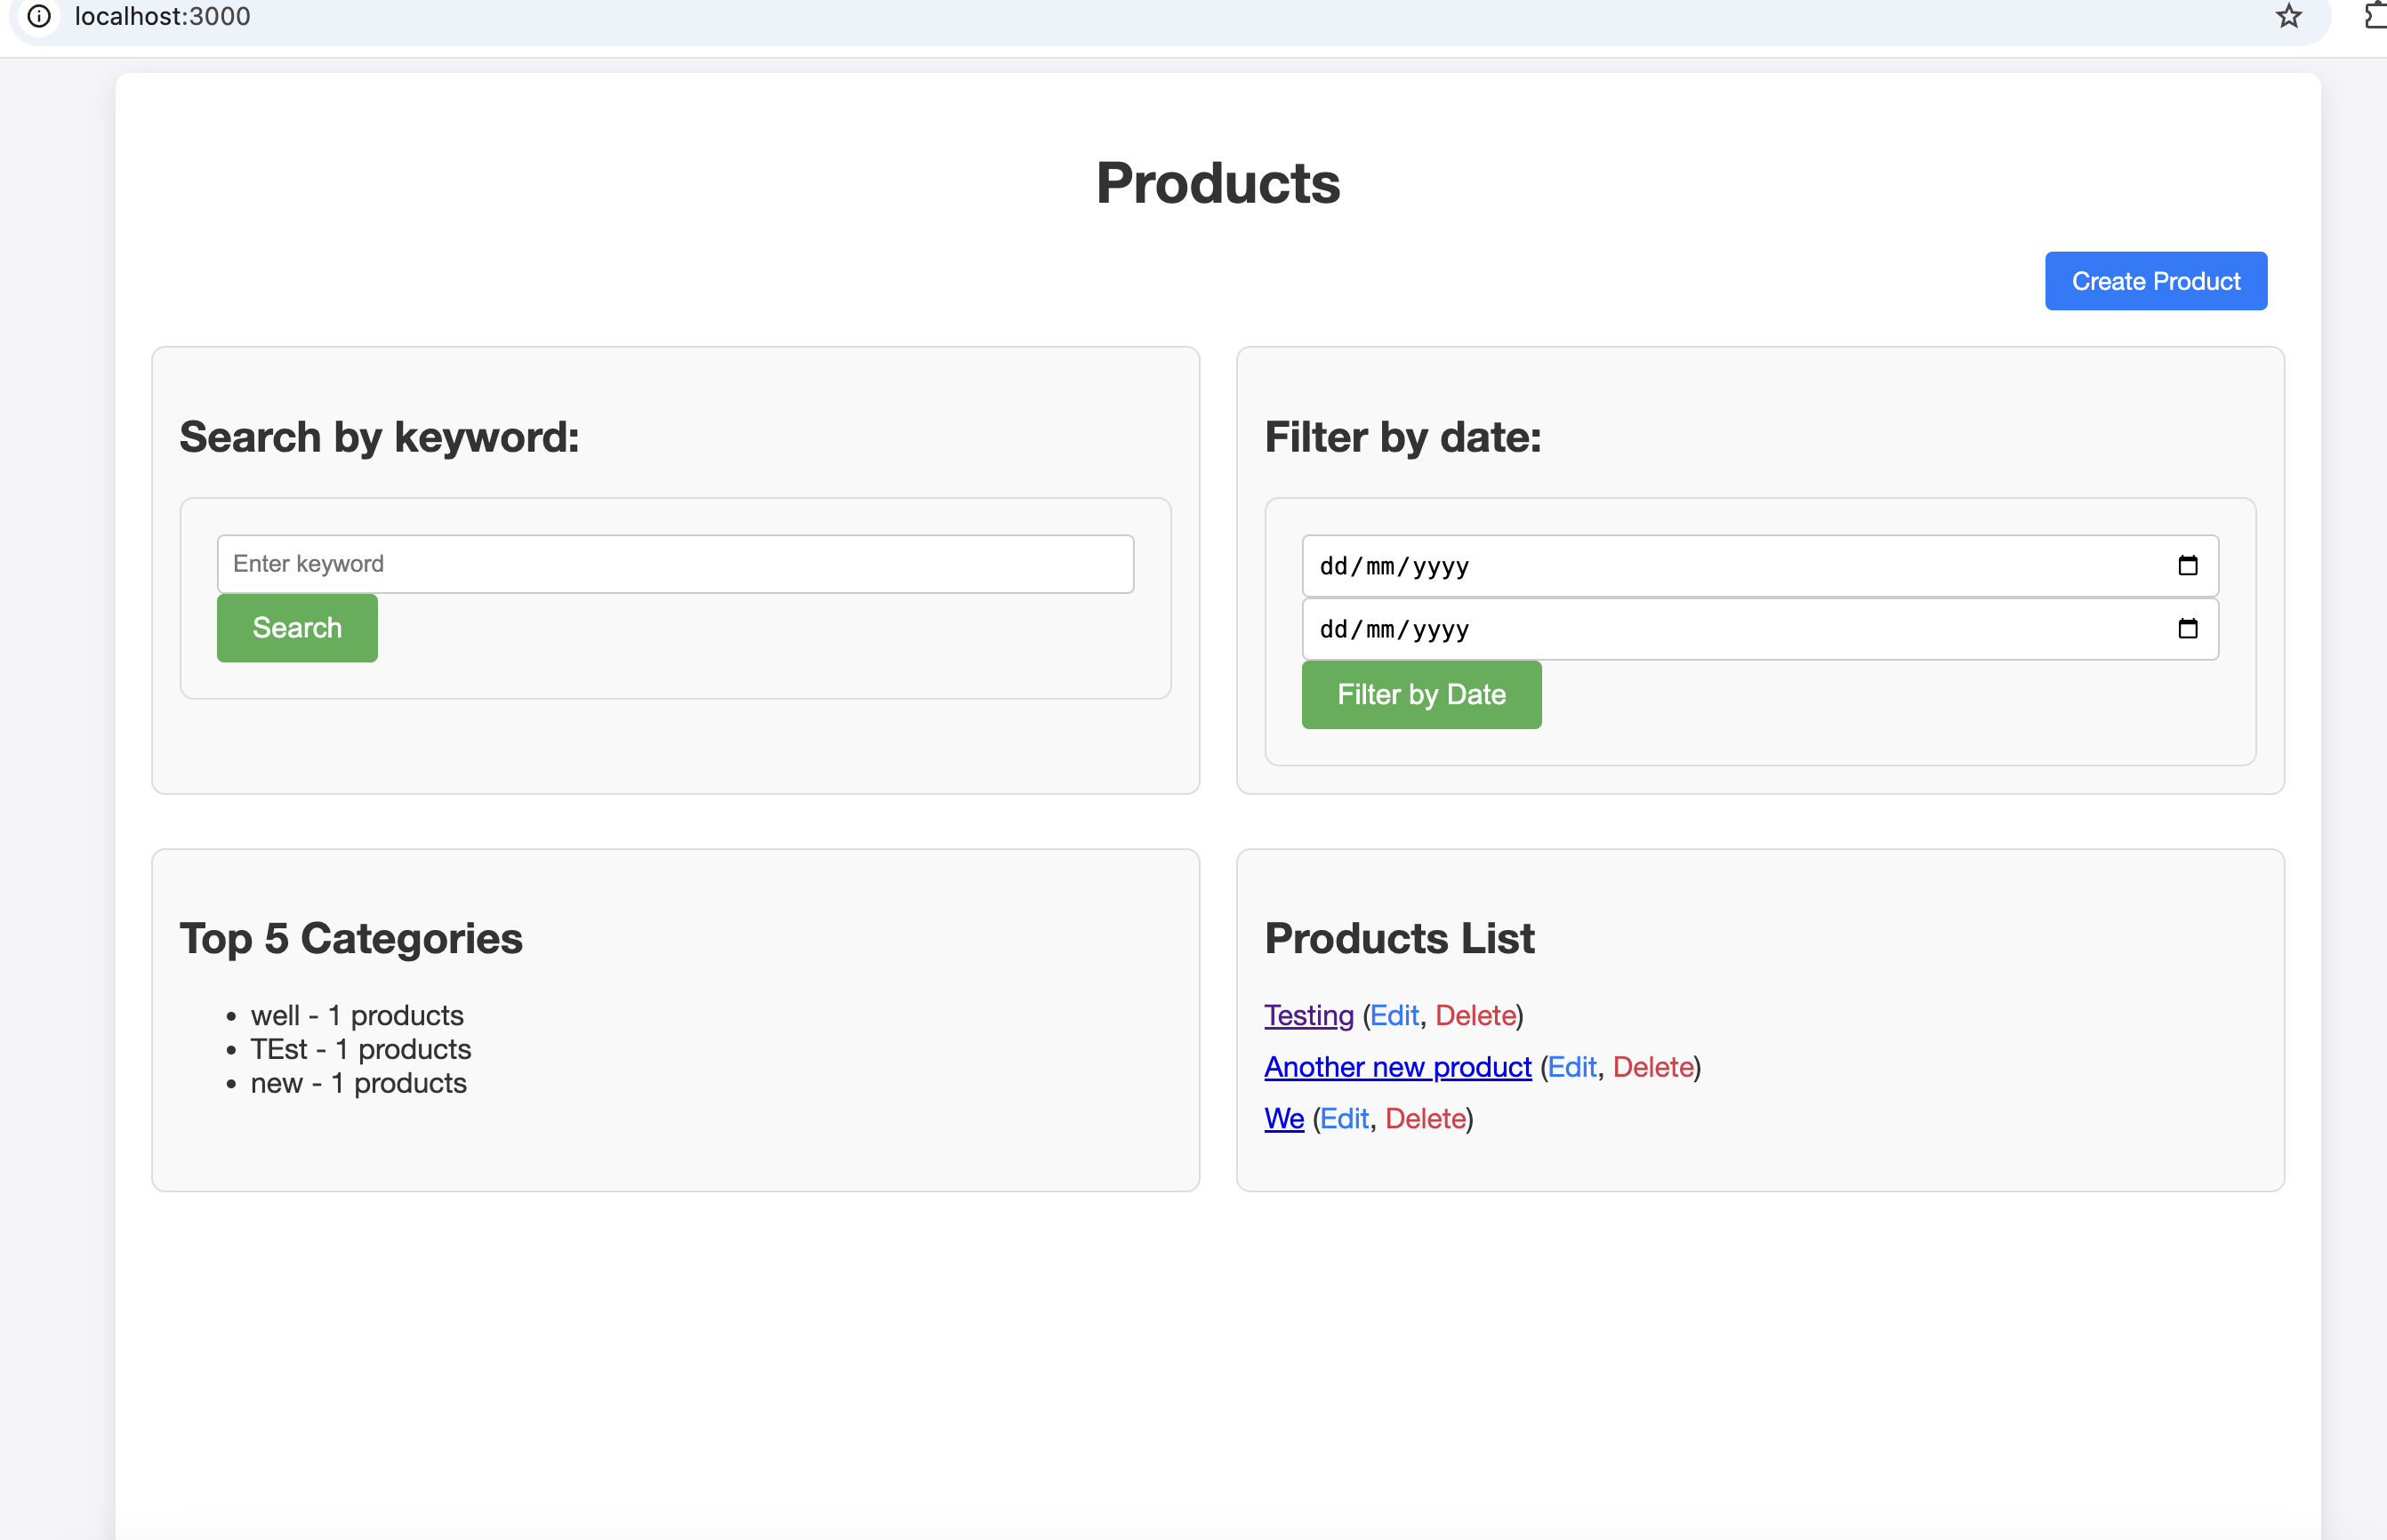 localhost:3000
Products
Create Product
Search by keyword:
Enter keyword
Search
Filter by date:
dd/mm/yyyy
dd/mm/yyyy
Filter by Date
Top 5 Categories
well - 1 products
TEst - 1 products
new - 1 products
Products List
Testing (Edit, Delete)
Another new product (Edit, Delete)
We (Edit, Delete)